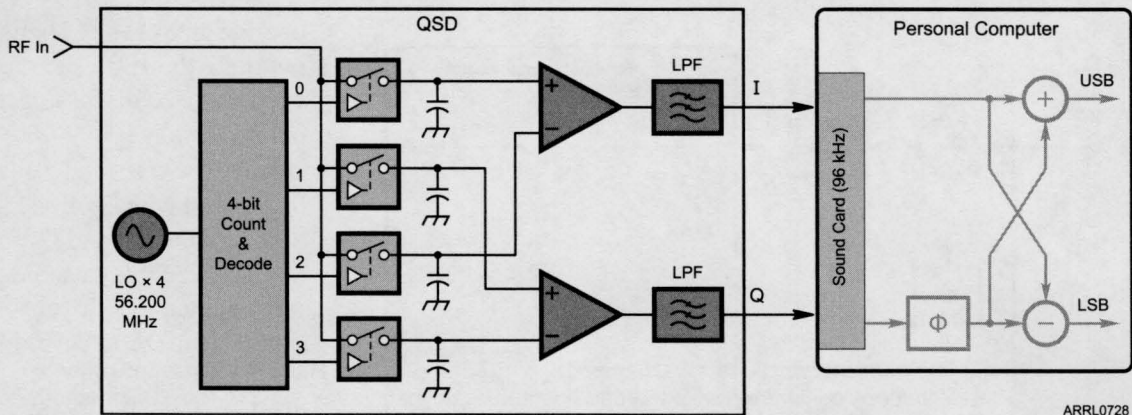 QSD
Personal Computer
RF In
LPF
I
USB
0
+
−
+
1
Sound Card (96 kHz)
4-bit
Count
&
Decode
2
LPF
Q
LSB
LO × 4
56.200
MHz
+
−
Φ
−
3
ARRL0728